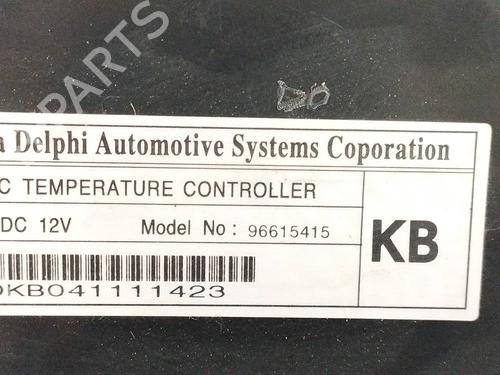 PARTS
a Delphi Automotive Systems Coporation
C TEMPERATURE CONTROLLER
DC 12V Model No : 96615415
KB
KB041111423